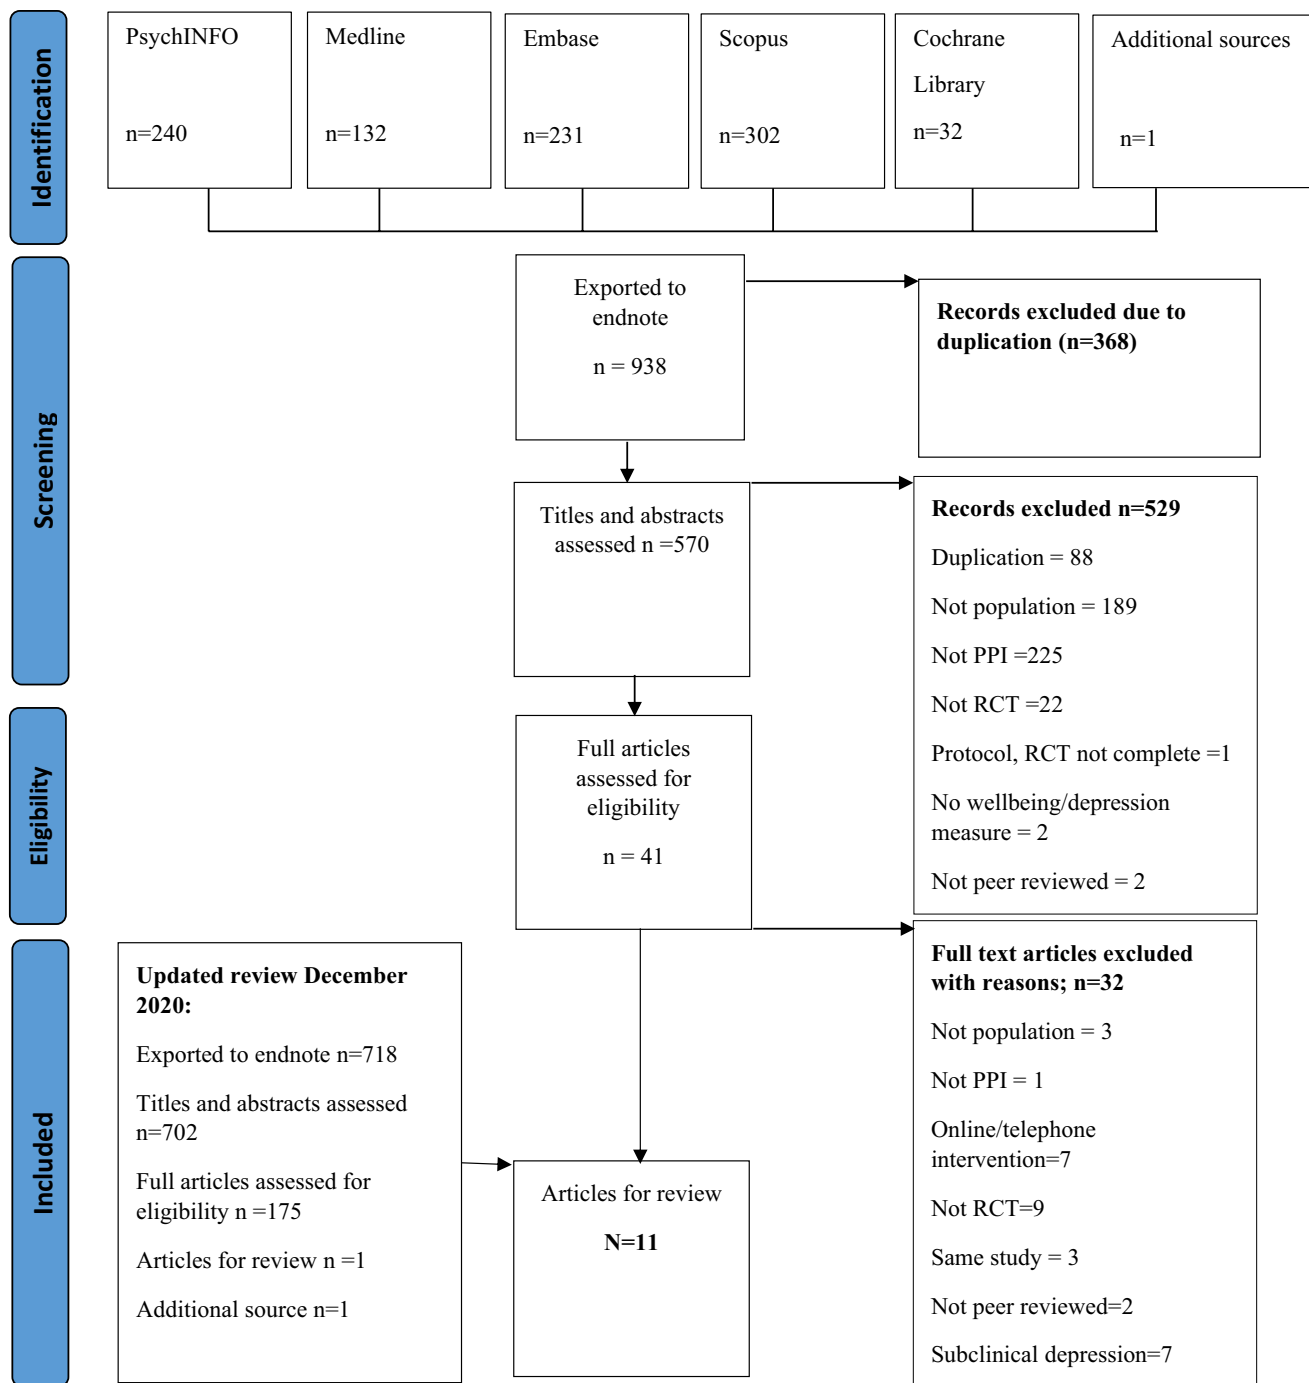 Identification
PsychINFO
n=240
Medline
n=132
Embase
n=231
Scopus
n=302
Cochrane
Library
n=32
Additional sources
n=1
Screening
Exported to
endnote
n = 938
Records excluded due to
duplication (n=368)
Titles and abstracts
assessed n =570
Records excluded n=529
Duplication = 88
Not population = 189
Not PPI =225
Not RCT =22
Protocol, RCT not complete =1
No wellbeing/depression
measure = 2
Not peer reviewed = 2
Eligibility
Full articles
assessed for
eligibility
n = 41
Full text articles excluded
with reasons; n=32
Not population = 3
Not PPI = 1
Online/telephone
intervention=7
Not RCT=9
Same study = 3
Not peer reviewed=2
Subclinical depression=7
Included
Updated review December
2020:
Exported to endnote n=718
Titles and abstracts assessed
n=702
Full articles assessed for
eligibility n =175
Articles for review n =1
Additional source n=1
Articles for review
N=11